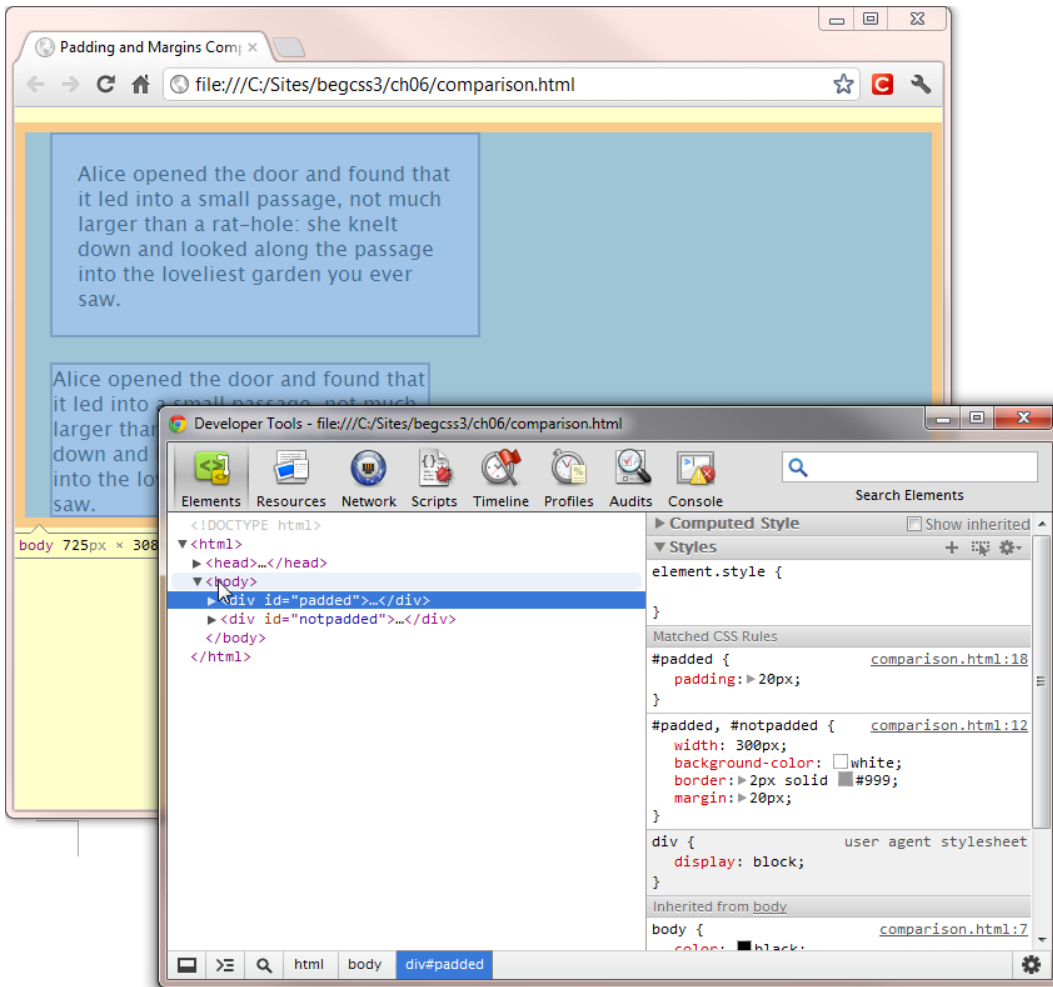 Padding and Margins Com
file:///C:/Sites/begcss3/ch06/comparison.html
Alice opened the door and found that
it led into a small passage, not much
larger than a rat-hole: she knelt
down and looked along the passage
into the loveliest garden you ever
saw.
Alice opened the door and found that
it led into a small passage, not much
larger than
down and
into the lo
saw.
body 725px × 308
Developer Tools - file:///C:/Sites/begcss3/ch06/comparison.html
Elements Resources Network Scripts Timeline Profiles Audits Console
Search Elements
<!DOCTYPE html>
▼<html>
▶<head>…</head>
▼<body>
▶<div id="padded">…</div>
▶<div id="notpadded">…</div>
</body>
</html>
▶ Computed Style Show inherited
▼ Styles
element.style {
}
Matched CSS Rules
#padded { comparison.html:18
padding:▶20px;
}
#padded, #notpadded { comparison.html:12
width: 300px;
background-color: white;
border:▶2px solid #999;
margin:▶20px;
}
div { user agent stylesheet
display: block;
}
Inherited from body
body { comparison.html:7
color: black;
html body div#padded